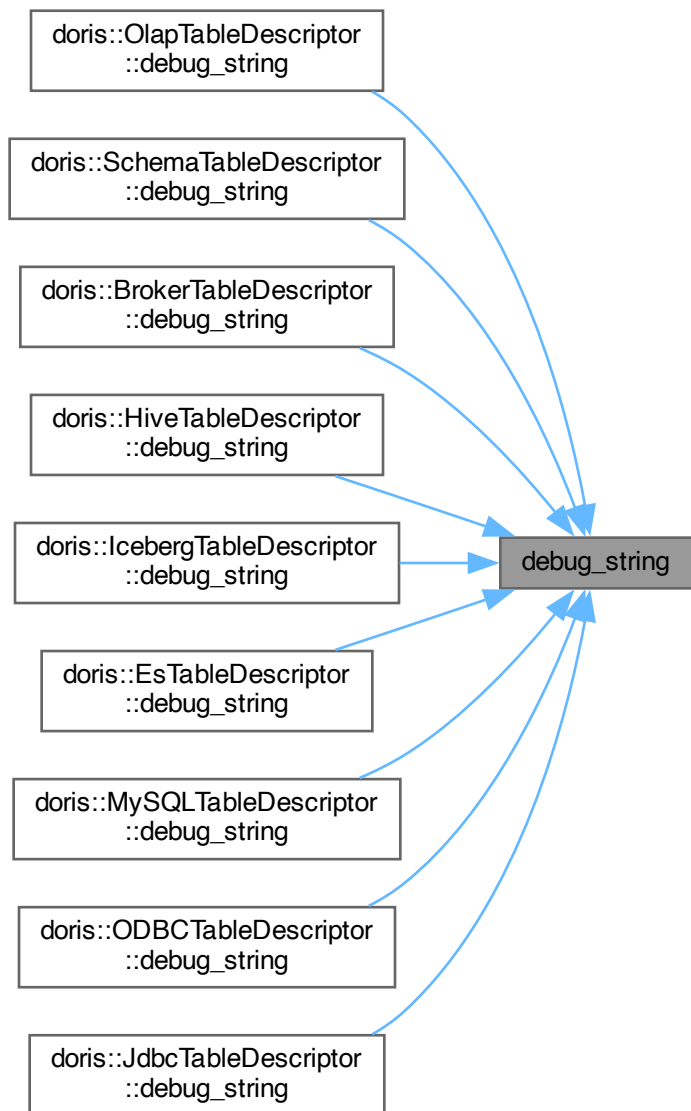 doris::OlapTableDescriptor
::debug_string
doris::SchemaTableDescriptor
::debug_string
doris::BrokerTableDescriptor
::debug_string
doris::HiveTableDescriptor
::debug_string
doris::IcebergTableDescriptor
::debug_string
debug_string
doris::EsTableDescriptor
::debug_string
doris::MySQLTableDescriptor
::debug_string
doris::ODBCTableDescriptor
::debug_string
doris::JdbcTableDescriptor
::debug_string